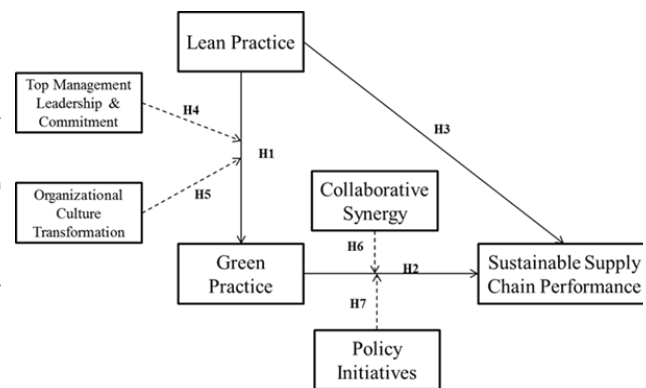 Lean Practice
Top Management
Leadership &
Commitment
H4
H3
H1
Collaborative
Synergy
Organizational
Culture
Transformation
H5
H6
Green
Practice
H2
Sustainable Supply
Chain Performance
H7
Policy
Initiatives